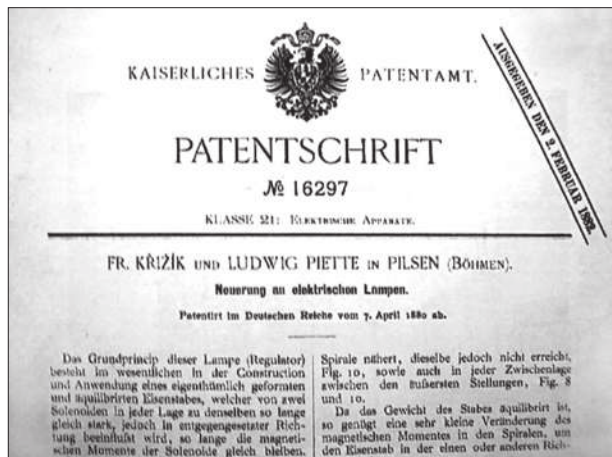 KAISERLICHES PATENTAMT.
AUSGEGEBEN DEN 2. FEBRUAR 1882.
PATENTSCHRIFT
№ 16297
KLASSE 21: ELEKTRISCHE APPARATE.
FR. KŘIŽÍK UND LUDWIG PIETTE IN PILSEN (BÖHMEN).
Neuerung an elektrischen Lampen.
Patentirt im Deutschen Reiche vom 7. April 1880 ab.
Das Grundprincip dieser Lampe (Regulator)
besteht im wesentlichen in der Construction
und Anwendung eines eigenthümlich geformten
und äquilibrirten Eisenstabes, welcher von zwei
Solenoiden in jeder Lage zu denselben so lange
gleich stark, jedoch in entgegengesetzter Rich-
tung beeinflußt wird, so lange die magneti-
schen Momente der Solenoide gleich bleiben.
Spirale nähert, dieselbe jedoch nicht erreicht,
Fig. 10, sowie auch in jeder Zwischenlage
zwischen den äußersten Stellungen, Fig. 8
und 10.
Da das Gewicht des Stabes äquilibrirt ist,
so genügt eine sehr kleine Veränderung des
magnetischen Momentes in den Spiralen, um
den Eisenstab in der einen oder anderen Rich-